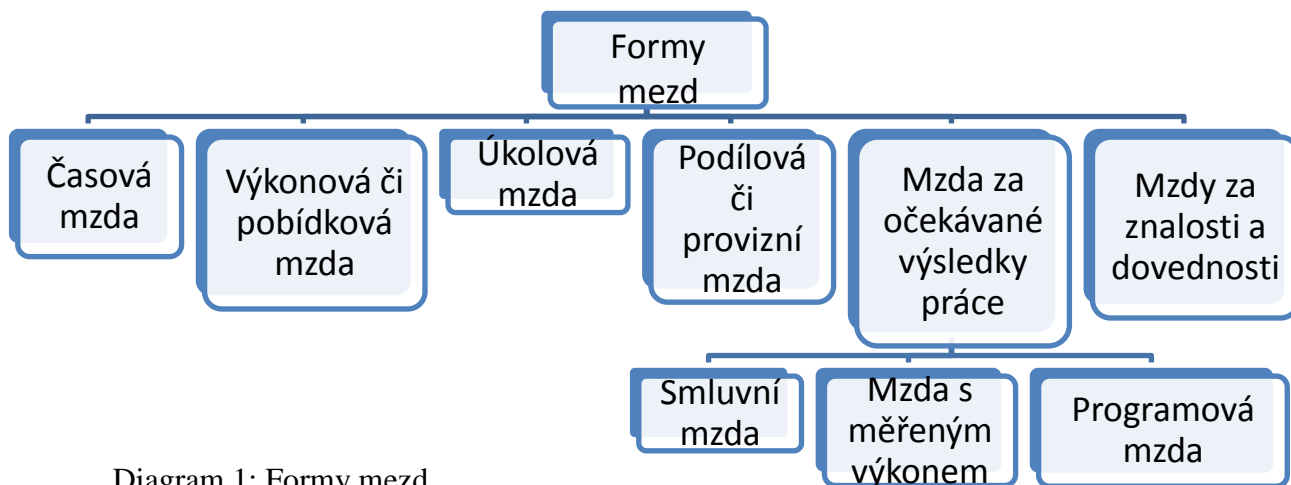 Formy
mezd
Časová
mzda
Výkonová či
pobídková
mzda
Úkolová
mzda
Podílová
či
provizní
mzda
Mzda za
očekávané
výsledky
práce
Mzdy za
znalosti a
dovednosti
Smluvní
mzda
Mzda s
měřeným
výkonem
Programová
mzda
Diagram 1: Formy mezd